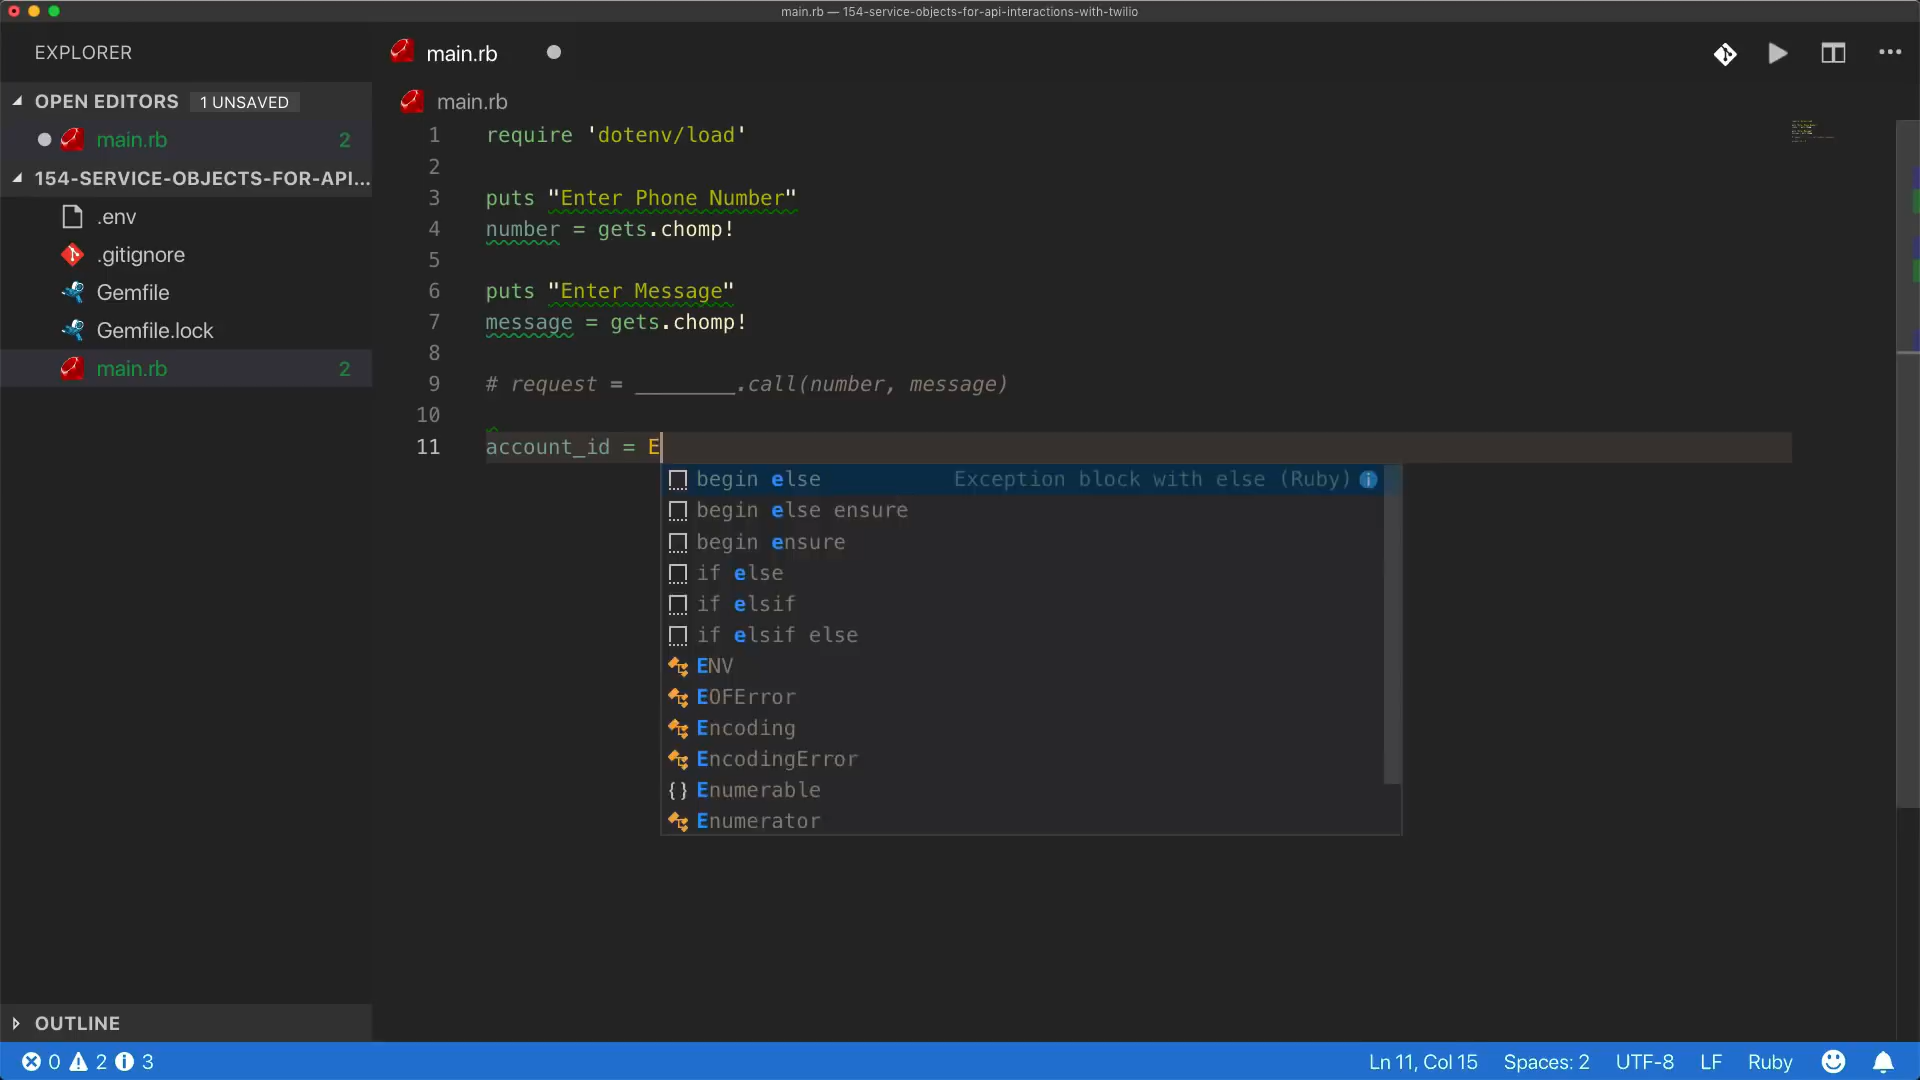 main.rb — 154-service-objects-for-api-interactions-with-twilio
EXPLORER
OPEN EDITORS 1 UNSAVED
main.rb 2
154-SERVICE-OBJECTS-FOR-API...
.env
.gitignore
Gemfile
Gemfile.lock
main.rb 2
OUTLINE
main.rb
main.rb
1 require 'dotenv/load'
2
3 puts "Enter Phone Number"
4 number = gets.chomp!
5
6 puts "Enter Message"
7 message = gets.chomp!
8
9 # request = ________.call(number, message)
10
11 account_id = E
begin else Exception block with else (Ruby)
begin else ensure
begin ensure
if else
if elsif
if elsif else
ENV
EOFError
Encoding
EncodingError
Enumerable
Enumerator
0 2 3 Ln 11, Col 15 Spaces: 2 UTF-8 LF Ruby